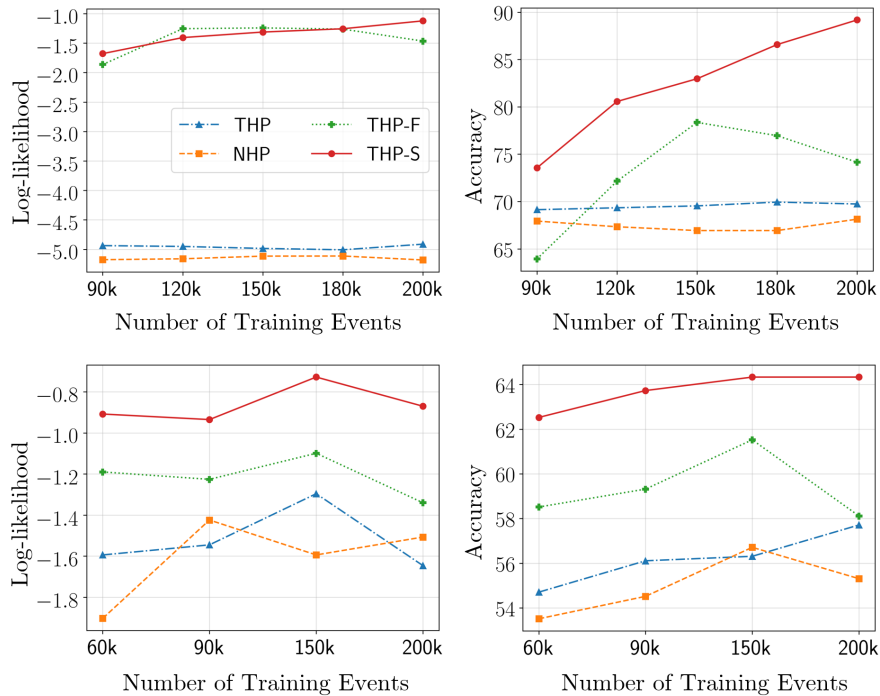 −1.0
−1.5
−2.0
−2.5
−3.0
−3.5
−4.0
−4.5
−5.0
Log-likelihood
THP
NHP
THP-F
THP-S
90k 120k 150k 180k 200k
Number of Training Events
90
85
80
75
70
65
Accuracy
90k 120k 150k 180k 200k
Number of Training Events
−0.8
−1.0
−1.2
−1.4
−1.6
−1.8
Log-likelihood
60k 90k 150k 200k
Number of Training Events
64
62
60
58
56
54
Accuracy
60k 90k 150k 200k
Number of Training Events